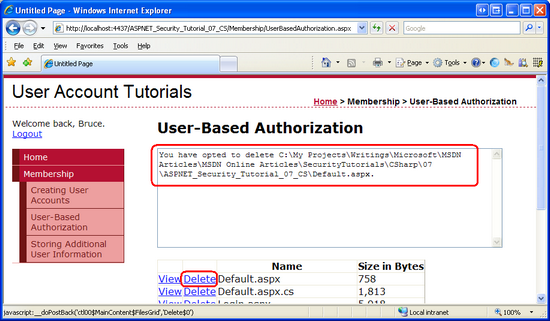 Untitled Page - Windows Internet Explorer
http://localhost:4437/ASPNET_Security_Tutorial_07_CS/Membership/UserBasedAuthorization.aspx
File Edit View Favorites Tools Help
Untitled Page
Page Tools
User Account Tutorials
Home > Membership > User-Based Authorization
Welcome back, Bruce.
Logout
Home
Membership
Creating User
Accounts
User-Based
Authorization
Storing Additional
User Information
User-Based Authorization
You have opted to delete C:\My Projects\Writings\Microsoft\MSDN
Articles\MSDN Online Articles\SecurityTutorials\CSharp\07
\ASPNET_Security_Tutorial_07_CS\Default.aspx.
Name Size in Bytes
View Delete Default.aspx 758
View Delete Default.aspx.cs 1,813
View Delete Login.aspx 5,018
javascript:__doPostBack('ctl00$MainContent$FilesGrid','Delete$0')
Local intranet
100%